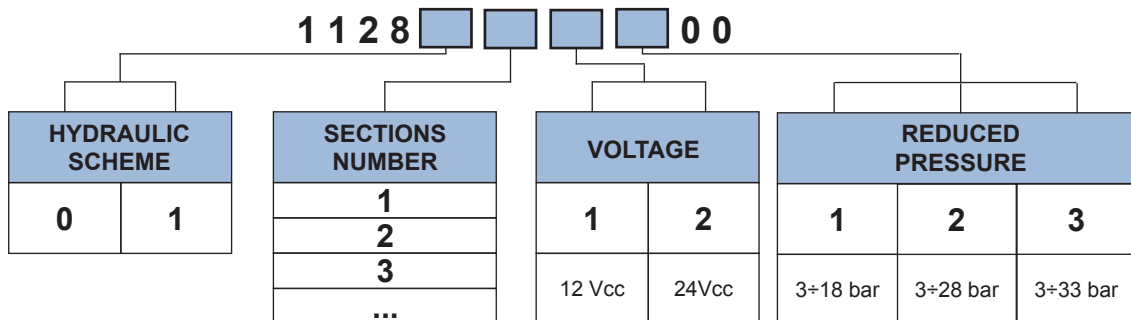 1 1 2 8 0 0
HYDRAULIC SCHEME
0 1
SECTIONS NUMBER
1
2
3
...
VOLTAGE
1 2
12 Vcc 24Vcc
REDUCED PRESSURE
1 2 3
3÷18 bar 3÷28 bar 3÷33 bar